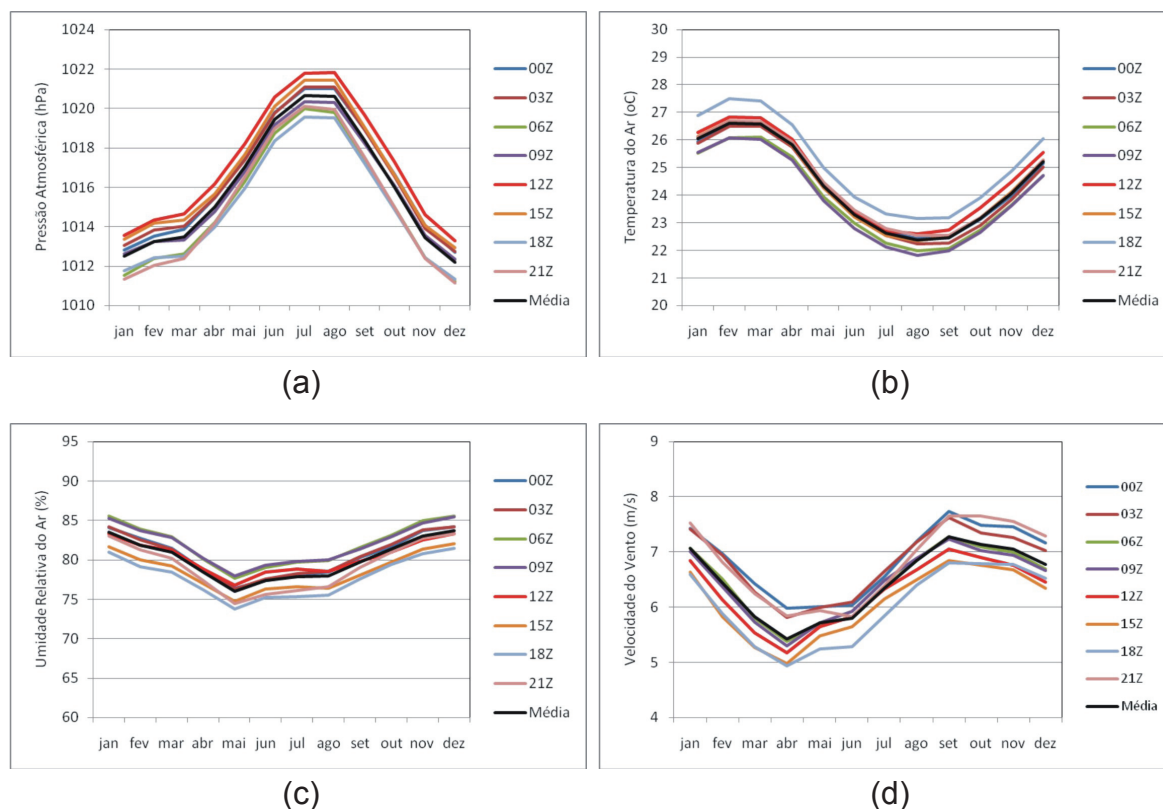 1024
1022
1020
1018
1016
1014
1012
1010
Pressão Atmosférica (hPa)
jan fev mar abr mai jun jul ago set out nov dez
00Z
03Z
06Z
09Z
12Z
15Z
18Z
21Z
Média
(a)
30
29
28
27
26
25
24
23
22
21
20
Temperatura do Ar (oC)
jan fev mar abr mai jun jul ago set out nov dez
00Z
03Z
06Z
09Z
12Z
15Z
18Z
21Z
Média
(b)
95
90
85
80
75
70
65
60
Umidade Relativa do Ar (%)
jan fev mar abr mai jun jul ago set out nov dez
00Z
03Z
06Z
09Z
12Z
15Z
18Z
21Z
Média
(c)
9
8
7
6
5
4
Velocidade do Vento (m/s)
jan fev mar abr mai jun jul ago set out nov dez
00Z
03Z
06Z
09Z
12Z
15Z
18Z
21Z
Média
(d)